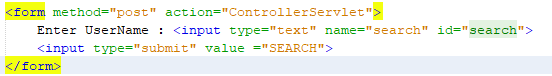 <form method="post" action="ControllerServlet">
Enter UserName : <input type="text" name="search" id="search">
<input type="submit" value ="SEARCH">
</form>